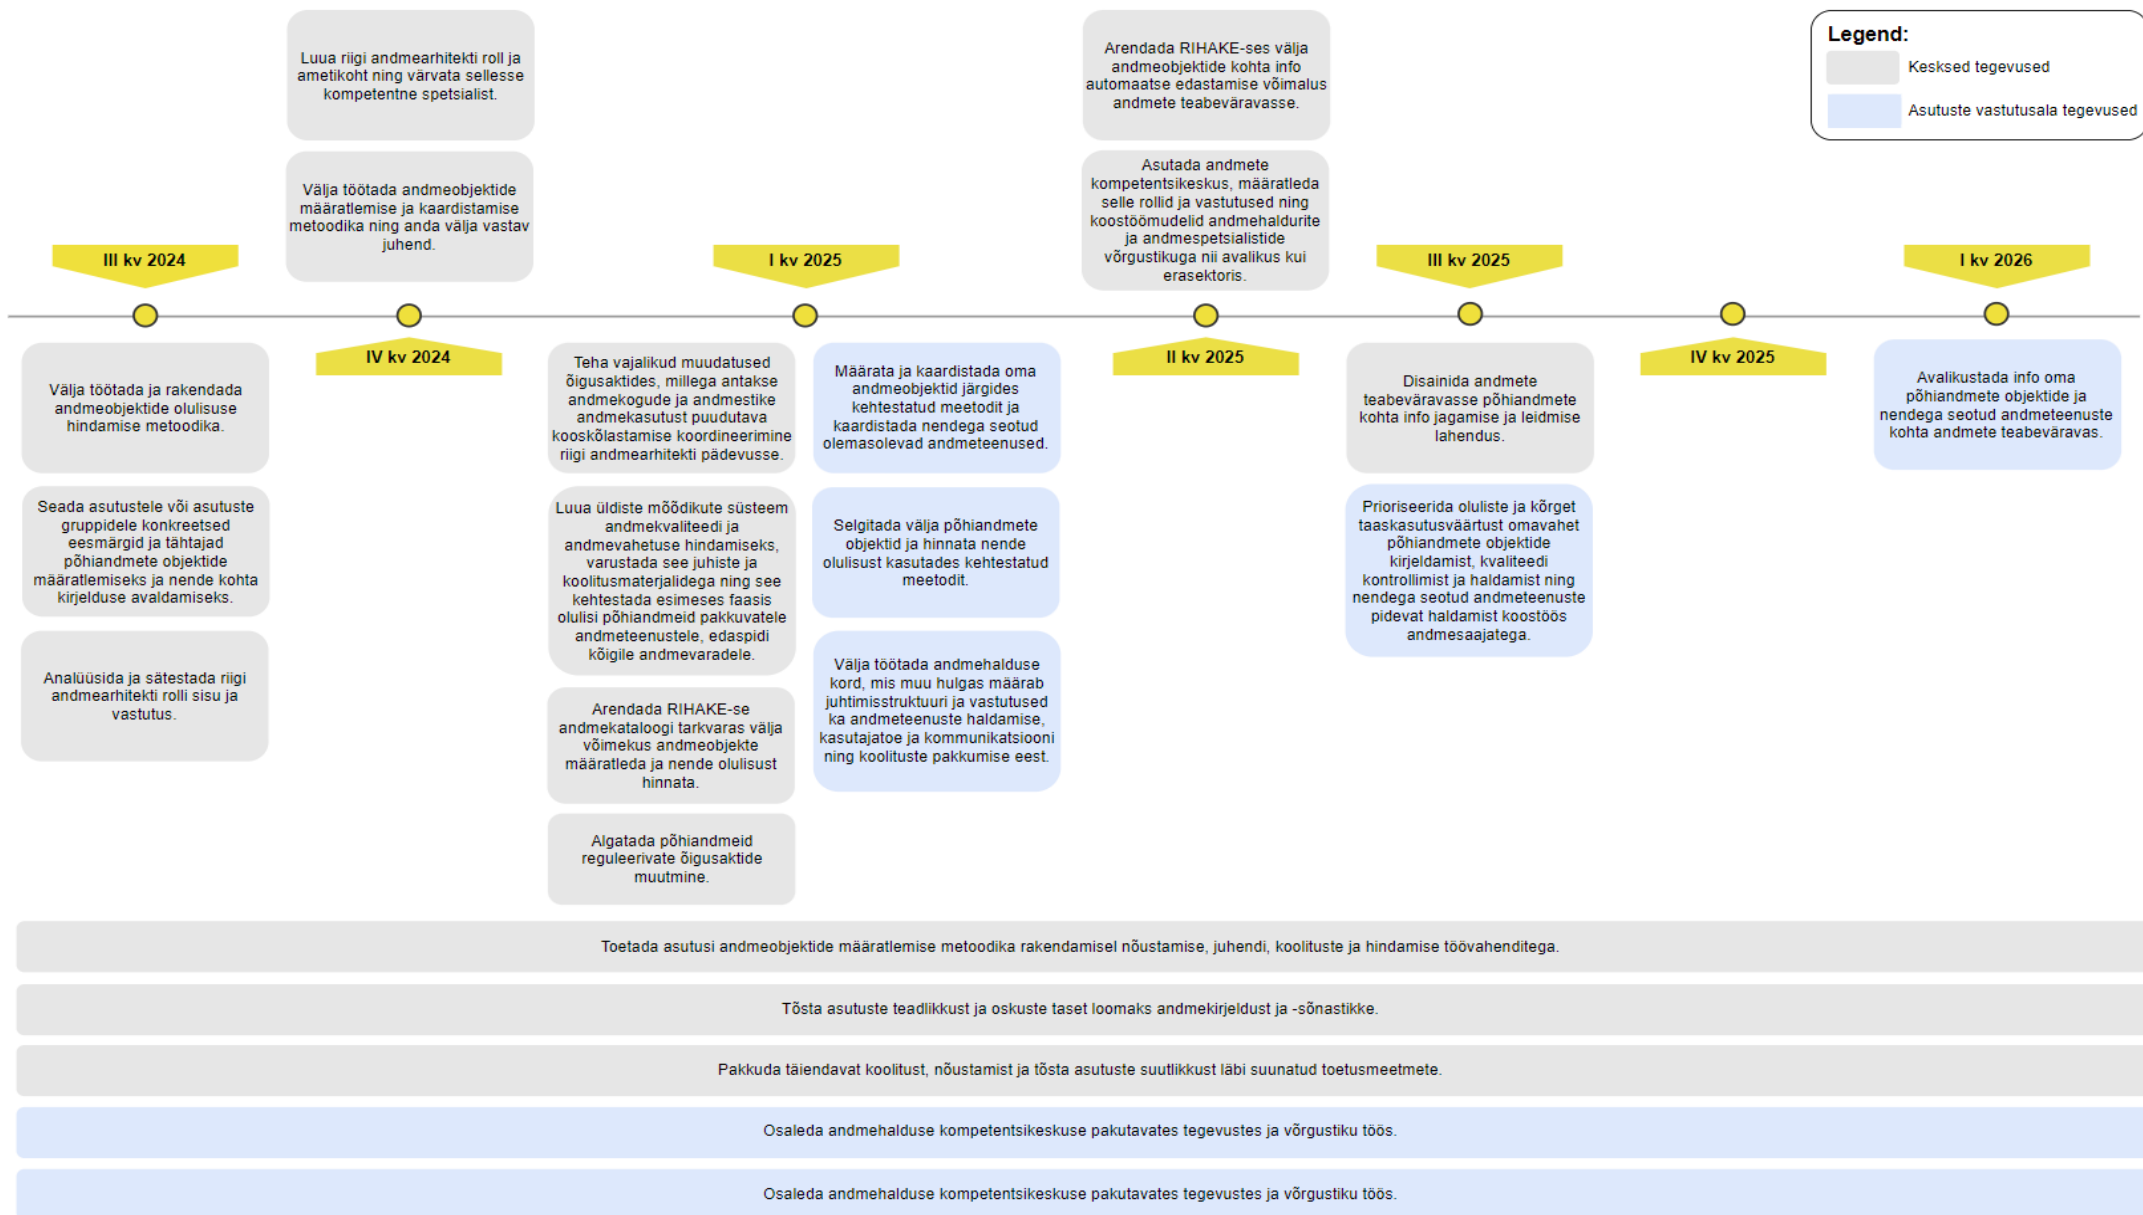 Luua riigi andmearhitekti roll ja
ametikoht ning värvata sellesse
kompetentne spetsialist.
Välja töötada andmeobjektide
määratlemise ja kaardistamise
metoodika ning anda välja vastav
juhend.
Arendada RIHAKE-ses välja
andmeobjektide kohta info
automaatse edastamise võimalus
andmete teabeväravasse.
Asutada andmete
kompetentsikeskus, määratleda
selle rollid ja vastutused ning
koostöömudelid andmehaldurite
ja andmespetsialistide
võrgustikuga nii avalikus kui
erasektoris.
Legend:
Kesksed tegevused
Asutuste vastutusala tegevused
III kv 2024
I kv 2025
III kv 2025
I kv 2026
IV kv 2024
II kv 2025
IV kv 2025
Välja töötada ja rakendada
andmeobjektide olulisuse
hindamise metoodika.
Seada asutustele või asutuste
gruppidele konkreetsed
eesmärgid ja tähtajad
põhiandmete objektide
määratlemiseks ja nende kohta
kirjelduse avaldamiseks.
Analüüsida ja sätestada riigi
andmearhitekti rolli sisu ja
vastutus.
Teha vajalikud muudatused
õigusaktides, millega antakse
andmekogude ja andmestike
andmekasutust puudutava
kooskõlastamise koordineerimine
riigi andmearhitekti pädevusse.
Luua üldiste mõõdikute süsteem
andmekvaliteedi ja
andmevahetuse hindamiseks,
varustada see juhiste ja
koolitusmaterjalidega ning see
kehtestada esimeses faasis
olulisi põhiandmeid pakkuvatele
andmeteenustele, edaspidi
kõigile andmevaradele.
Arendada RIHAKE-se
andmekataloogi tarkvaras välja
võimekus andmeobjekte
määratleda ja nende olulisust
hinnata.
Algatada põhiandmeid
reguleerivate õigusaktide
muutmine.
Määrata ja kaardistada oma
andmeobjektid järgides
kehtestatud meetodit ja
kaardistada nendega seotud
olemasolevad andmeteenused.
Selgitada välja põhiandmete
objektid ja hinnata nende
olulisust kasutades kehtestatud
meetodit.
Välja töötada andmehalduse
kord, mis muu hulgas määrab
juhtimisstruktuuri ja vastutused
ka andmeteenuste haldamise,
kasutajatoe ja kommunikatsiooni
ning koolituste pakkumise eest.
Disainida andmete
teabeväravasse põhiandmete
kohta info jagamise ja leidmise
lahendus.
Prioriseerida oluliste ja kõrget
taaskasutusväärtust omavahet
põhiandmete objektide
kirjeldamist, kvaliteedi
kontrollimist ja haldamist ning
nendega seotud andmeteenuste
pidevat haldamist koostöös
andmesaajatega.
Avalikustada info oma
põhiandmete objektide ja
nendega seotud andmeteenuste
kohta andmete teabeväravas.
Toetada asutusi andmeobjektide määratlemise metoodika rakendamisel nõustamise, juhendi, koolituste ja hindamise töövahenditega.
Tõsta asutuste teadlikkust ja oskuste taset loomaks andmekirjeldust ja -sõnastikke.
Pakkuda täiendavat koolitust, nõustamist ja tõsta asutuste suutlikkust läbi suunatud toetusmeetmete.
Osaleda andmehalduse kompetentsikeskuse pakutavates tegevustes ja võrgustiku töös.
Osaleda andmehalduse kompetentsikeskuse pakutavates tegevustes ja võrgustiku töös.